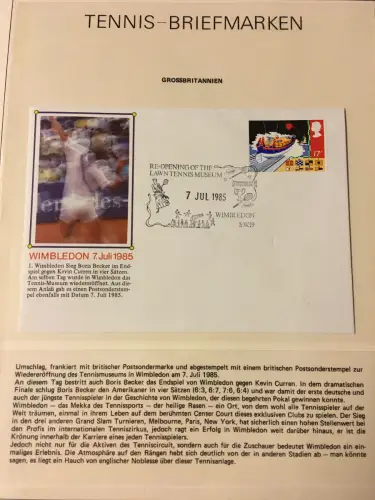 TENNIS–BRIEFMARKEN
GROSSBRITANNIEN
RE-OPENING OF THE
LAWN TENNIS MUSEUM
7 JUL 1985
WIMBLEDON
SW19
17P
WIMBLEDON 7. Juli 1985
1. Wimbledon Sieg Boris Becker im End-
spiel gegen Kevin Curren in vier Sätzen.
Am selben Tag wurde in Wimbledon das
Tennis-Museum wiedereröffnet. Aus die-
sem Anlaß gab es einen Postsonderstem-
pel ebenfalls mit Datum 7. Juli 1985.
Umschlag, frankiert mit britischer Postsondermarke und abgestempelt mit einem britischen Postsonderstempel zur
Wiedereröffnung des Tennismuseums in Wimbledon am 7. Juli 1985.
An diesem Tag bestritt auch Boris Becker das Endspiel von Wimbledon gegen Kevin Curren. In dem dramatischen
Finale schlug Boris Becker den Amerikaner in vier Sätzen (6:3, 6:7, 7:6, 6:4) und war damit der erste deutsche und
auch der jüngste Tennisspieler in der Geschichte von Wimbledon, der diesen begehrten Pokal gewinnen konnte.
Wimbledon — das Mekka des Tennissports — der heilige Rasen — ein Ort, von dem wohl alle Tennisspieler auf der
Welt träumen, einmal in ihrem Leben auf dem berühmten Center Court dieses exklusiven Clubs zu spielen. Der Sieg
in den drei anderen Grand Slam Turnieren, Melbourne, Paris, New York, hat sicherlich einen hohen Stellenwert bei
den Profis im internationalen Tenniszirkus, jedoch ragt ein Erfolg in Wimbledon weit darüber hinaus, er ist die
Krönung innerhalb der Karriere eines jeden Tennisspielers.
Jedoch nicht nur für die Aktiven des Tenniscircuit, sondern auch für die Zuschauer bedeutet Wimbledon ein ein-
maliges Erlebnis. Die Atmosphäre auf den Rängen hebt sich deutlich von der in anderen Stadien ab — man könnte
sagen, es liegt ein Hauch von englischer Noblesse über dieser Tennisanlage.